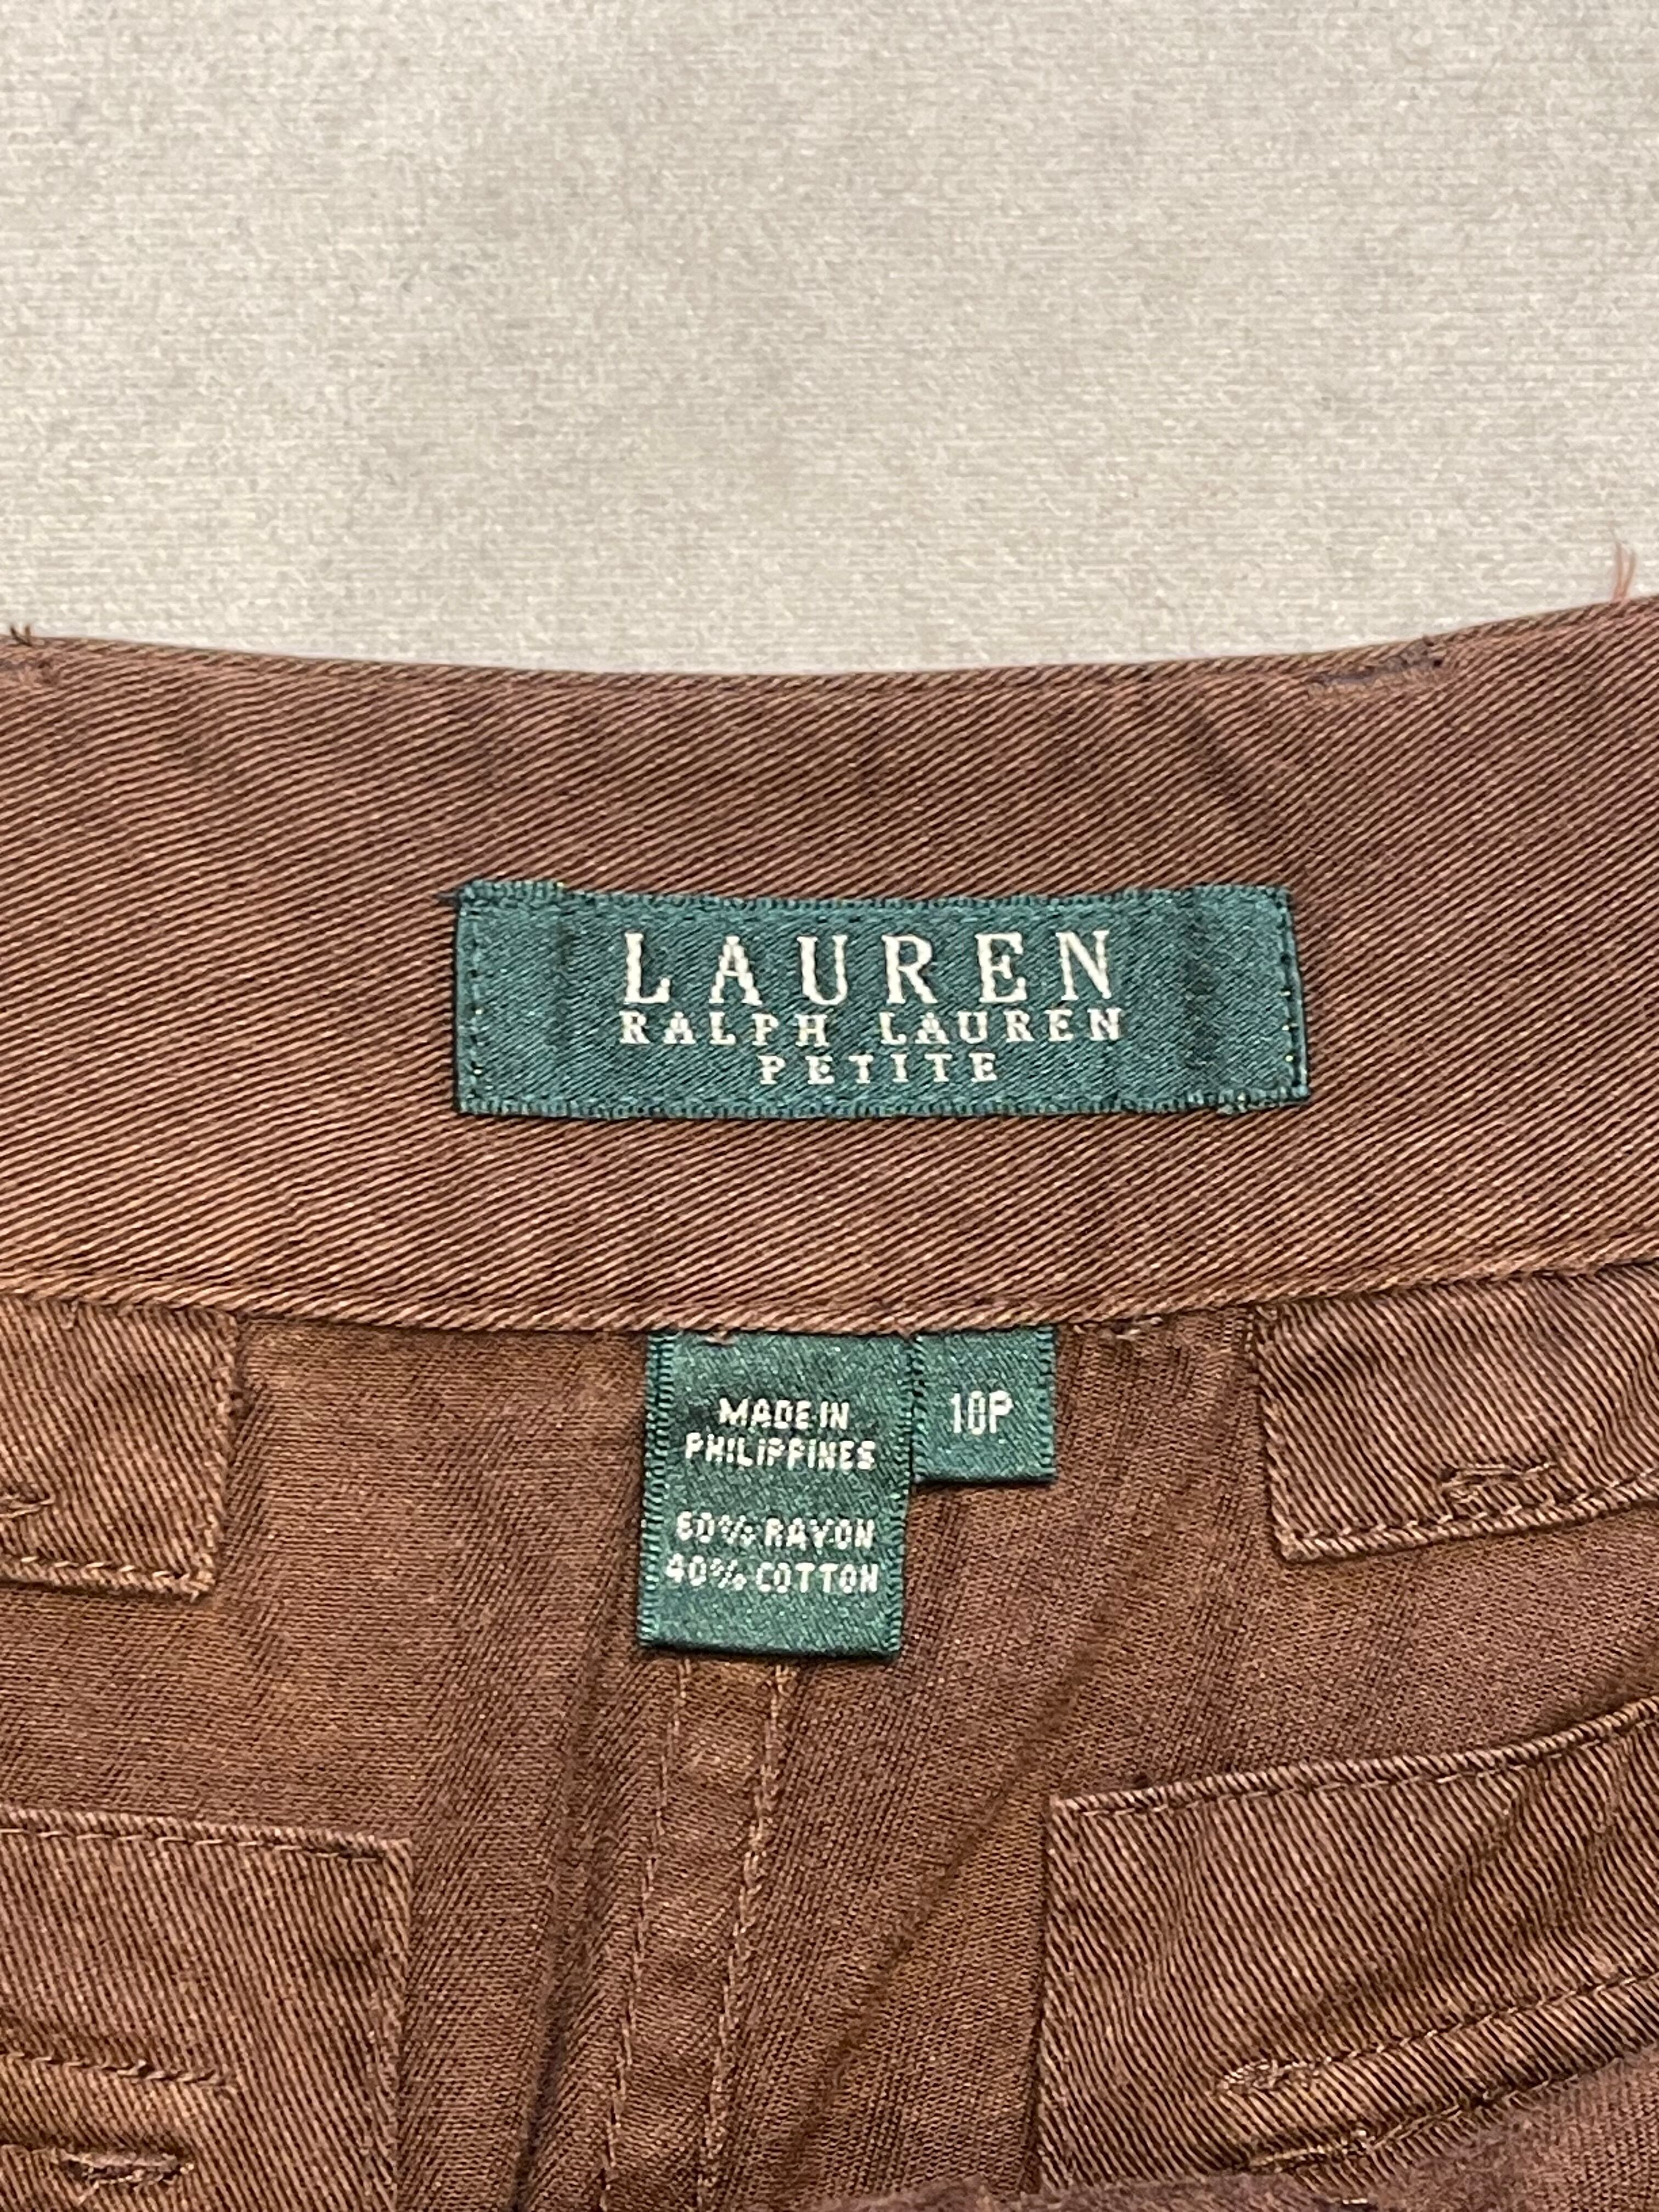 LAUREN
RALPH LAUREN
PETITE
MADE IN
PHILIPPINES
60% RAYON
40% COTTON
10P